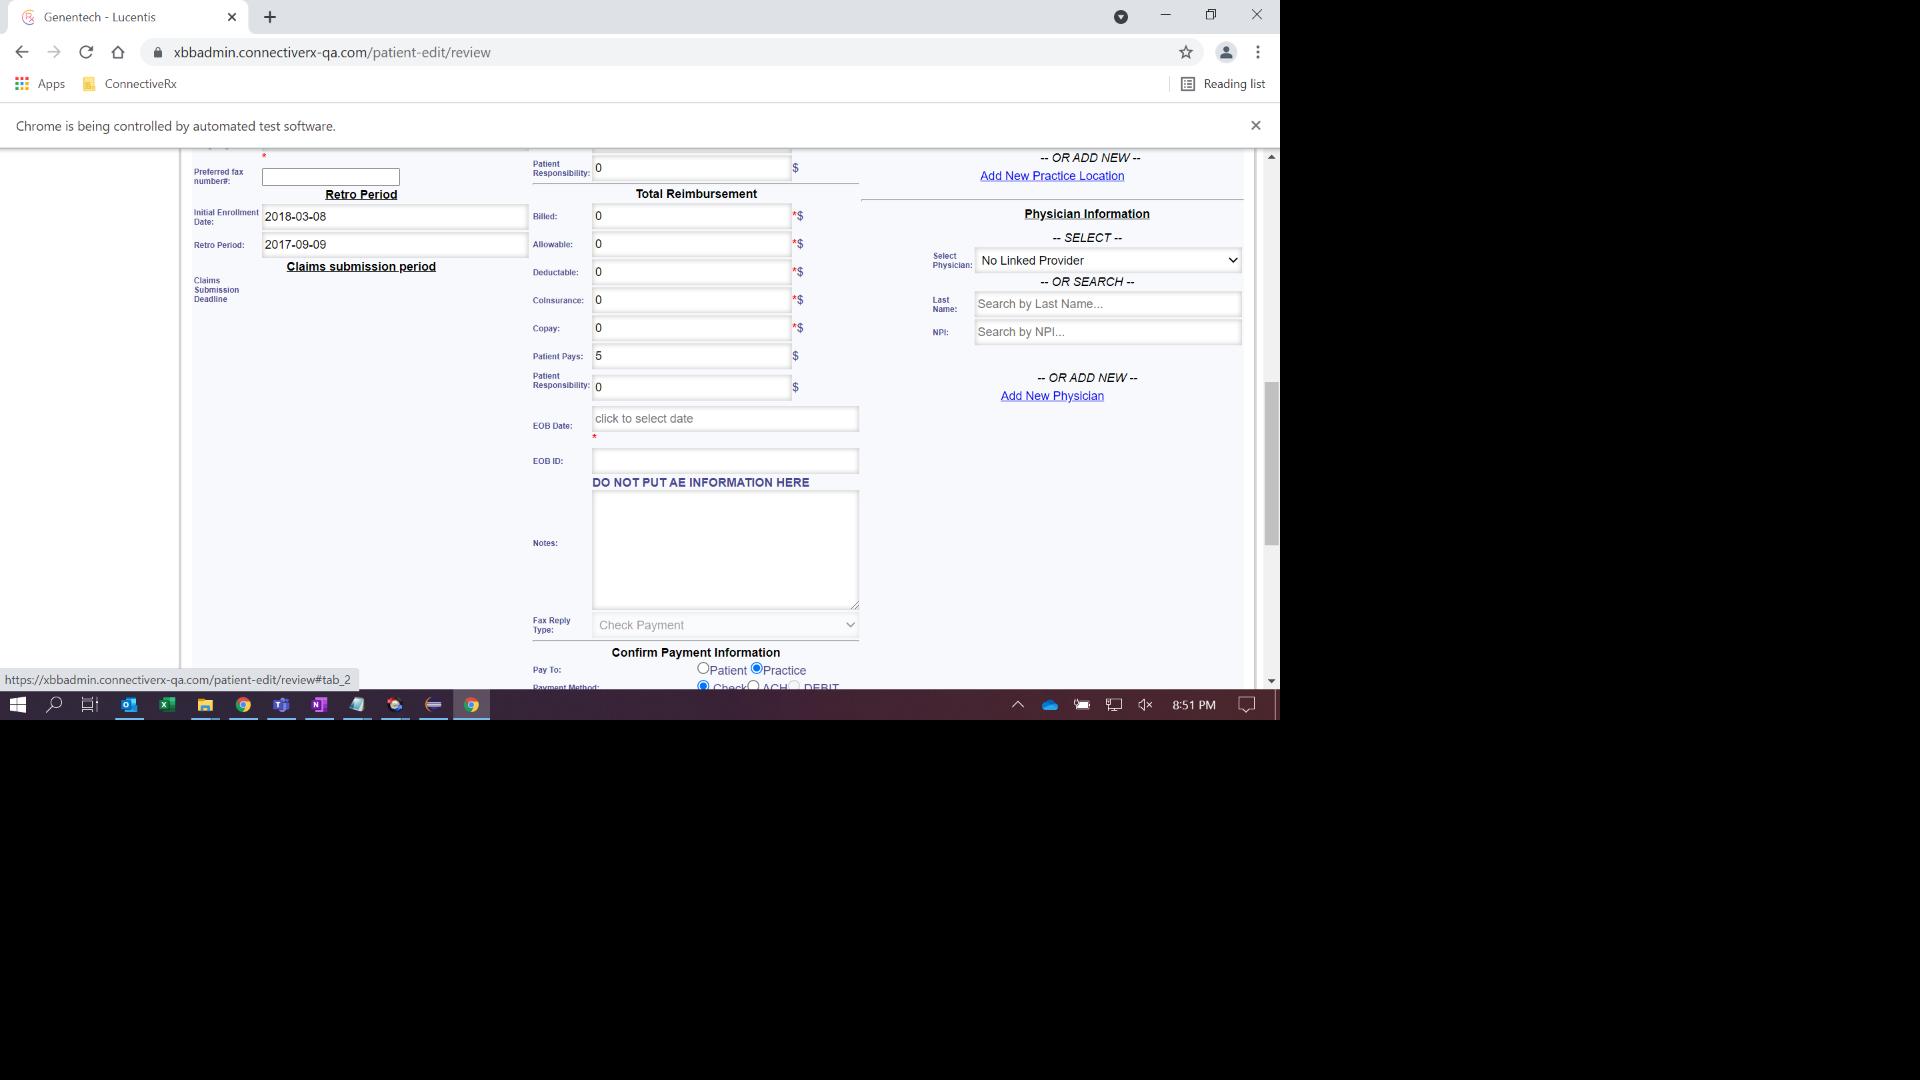 Genentech - Lucentis
xbbadmin.connectiverx-qa.com/patient-edit/review
Apps
ConnectiveRx
Reading list
Chrome is being controlled by automated test software.
*
Preferred fax
number#:
Retro Period
Initial Enrollment
Date:
2018-03-08
Retro Period:
2017-09-09
Claims submission period
Claims
Submission
Deadline
Patient
Responsibility:
0
$
Total Reimbursement
Billed:
0
*$
Allowable:
0
*$
Deductable:
0
*$
CoInsurance:
0
*$
Copay:
0
*$
Patient Pays:
5
$
Patient
Responsibility:
0
$
EOB Date:
click to select date
*
EOB ID:
DO NOT PUT AE INFORMATION HERE
Notes:
Fax Reply
Type:
Check Payment
Confirm Payment Information
Pay To:
Patient
Practice
Payment Method:
Check
ACH
DEBIT
-- OR ADD NEW --
Add New Practice Location
Physician Information
-- SELECT --
Select
Physician:
No Linked Provider
-- OR SEARCH --
Last
Name:
Search by Last Name...
NPI:
Search by NPI...
-- OR ADD NEW --
Add New Physician
https://xbbadmin.connectiverx-qa.com/patient-edit/review#tab_2
8:51 PM